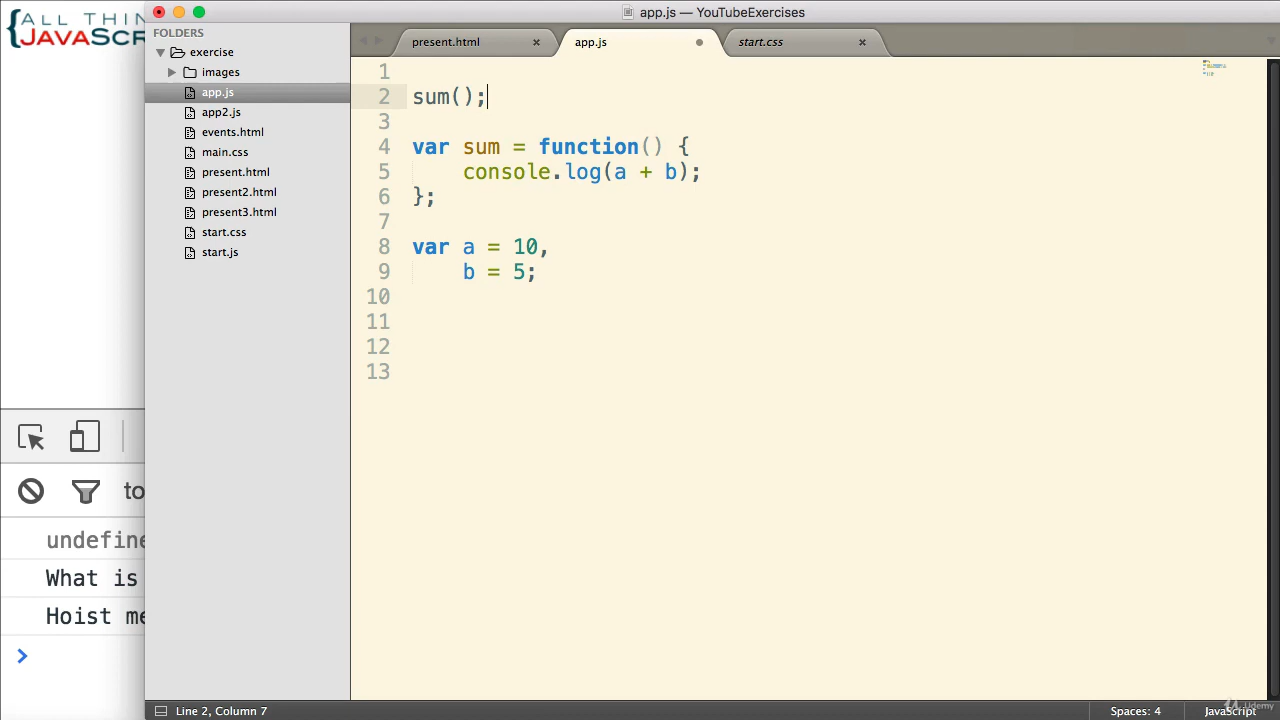 {ALL THIN
JAVASCRI
app.js — YouTubeExercises
FOLDERS
exercise
images
app.js
app2.js
events.html
main.css
present.html
present2.html
present3.html
start.css
start.js
present.html × app.js start.css ×
1
2 sum();
3
4 var sum = function() {
5 console.log(a + b);
6 };
7
8 var a = 10,
9 b = 5;
10
11
12
13
to
undefine
What is
Hoist me
>
Line 2, Column 7
Spaces: 4
JavaScript
Udemy